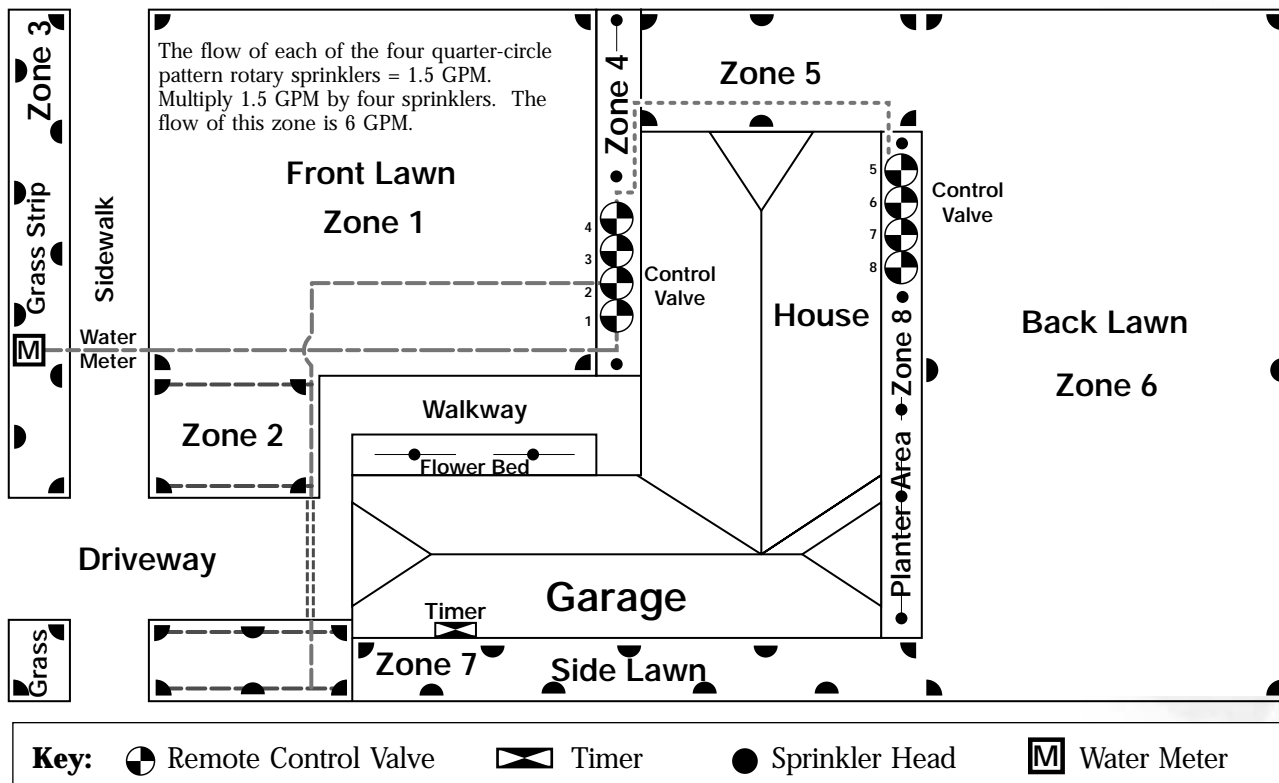 Zone 3
The flow of each of the four quarter-circle
pattern rotary sprinklers = 1.5 GPM.
Multiply 1.5 GPM by four sprinklers. The
flow of this zone is 6 GPM.
Zone 4
Zone 5
Front Lawn
Zone 1
Grass Strip
Sidewalk
4
3
2
1
Control
Valve
5
6
7
8
Control
Valve
House
Back Lawn
Zone 6
M
Water
Meter
Zone 8
Planter Area
Zone 2
Walkway
Flower Bed
Driveway
Garage
Timer
Grass
Zone 7
Side Lawn
Key: Remote Control Valve Timer Sprinkler Head M Water Meter